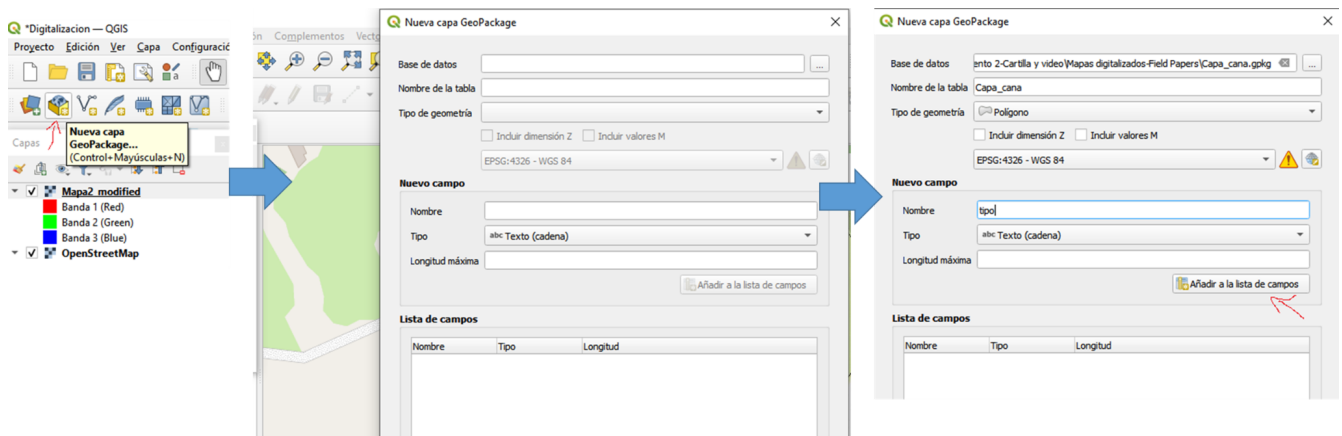 *Digitalizacion — QGIS
Proyecto Edición Ver Capa Configuració
Nueva capa
GeoPackage...
(Control+Mayúsculas+N)
Capas
Mapa2_modified
Banda 1 (Red)
Banda 2 (Green)
Banda 3 (Blue)
OpenStreetMap
ón Complementos Vect
Nueva capa GeoPackage
Base de datos
...
Nombre de la tabla
Tipo de geometría
Incluir dimensión Z Incluir valores M
EPSG:4326 - WGS 84
Nuevo campo
Nombre
Tipo abc Texto (cadena)
Longitud máxima
Añadir a la lista de campos
Lista de campos
Nombre Tipo Longitud
Nueva capa GeoPackage
Base de datos ento 2-Cartilla y video\Mapas digitalizados-Field Papers\Capa_cana.gpkg ...
Nombre de la tabla Capa_cana
Tipo de geometría Polígono
Incluir dimensión Z Incluir valores M
EPSG:4326 - WGS 84
Nuevo campo
Nombre tipo
Tipo abc Texto (cadena)
Longitud máxima
Añadir a la lista de campos
Lista de campos
Nombre Tipo Longitud